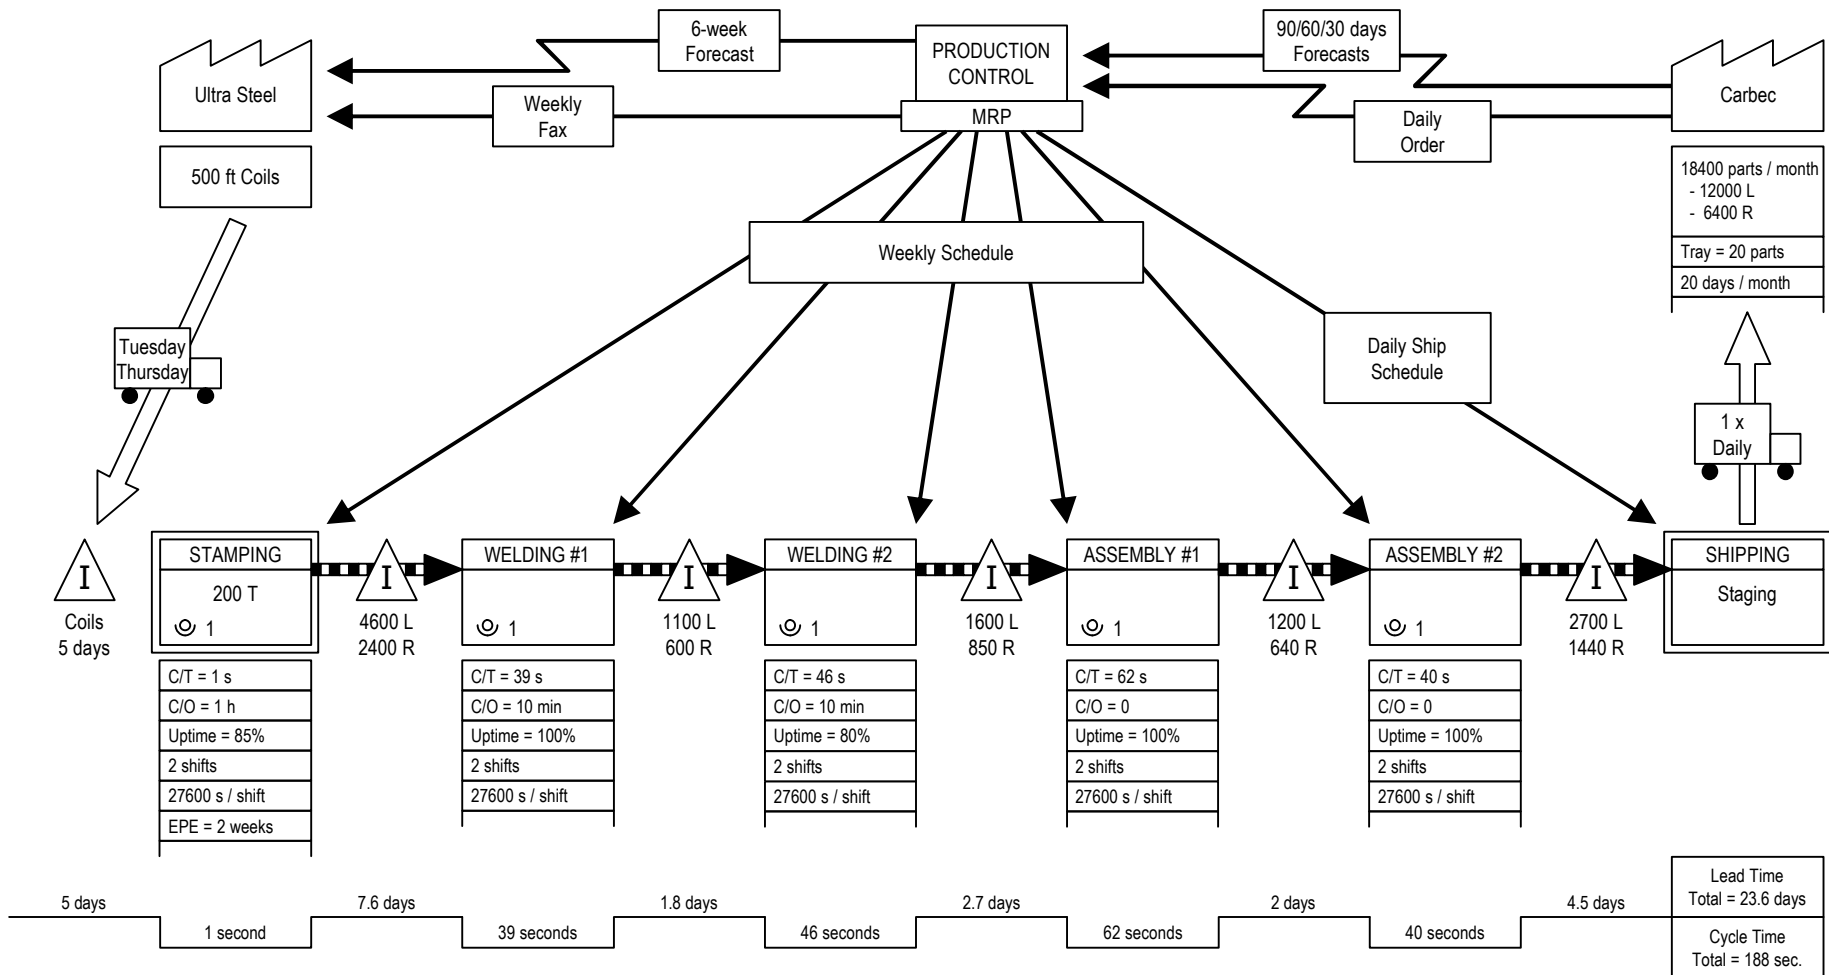 6-week
Forecast
PRODUCTION
CONTROL
MRP
90/60/30 days
Forecasts
Ultra Steel
Weekly
Fax
Daily
Order
Carbec
500 ft Coils
18400 parts / month
- 12000 L
- 6400 R
Tray = 20 parts
20 days / month
Weekly Schedule
Tuesday
Thursday
Daily Ship
Schedule
1 x
Daily
I
Coils
5 days
STAMPING
200 T
1
C/T = 1 s
C/O = 1 h
Uptime = 85%
2 shifts
27600 s / shift
EPE = 2 weeks
I
4600 L
2400 R
WELDING #1
1
C/T = 39 s
C/O = 10 min
Uptime = 100%
2 shifts
27600 s / shift
I
1100 L
600 R
WELDING #2
1
C/T = 46 s
C/O = 10 min
Uptime = 80%
2 shifts
27600 s / shift
I
1600 L
850 R
ASSEMBLY #1
1
C/T = 62 s
C/O = 0
Uptime = 100%
2 shifts
27600 s / shift
I
1200 L
640 R
ASSEMBLY #2
1
C/T = 40 s
C/O = 0
Uptime = 100%
2 shifts
27600 s / shift
I
2700 L
1440 R
SHIPPING
Staging
5 days
1 second
7.6 days
39 seconds
1.8 days
46 seconds
2.7 days
62 seconds
2 days
40 seconds
4.5 days
Lead Time
Total = 23.6 days
Cycle Time
Total = 188 sec.